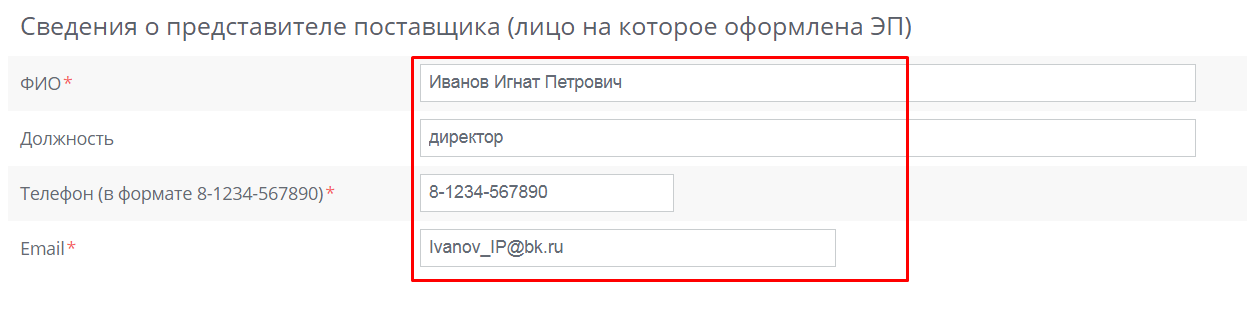 Сведения о представителе поставщика (лицо на которое оформлена ЭП)
ФИО* Иванов Игнат Петрович
Должность директор
Телефон (в формате 8-1234-567890)* 8-1234-567890
Email* Ivanov_IP@bk.ru